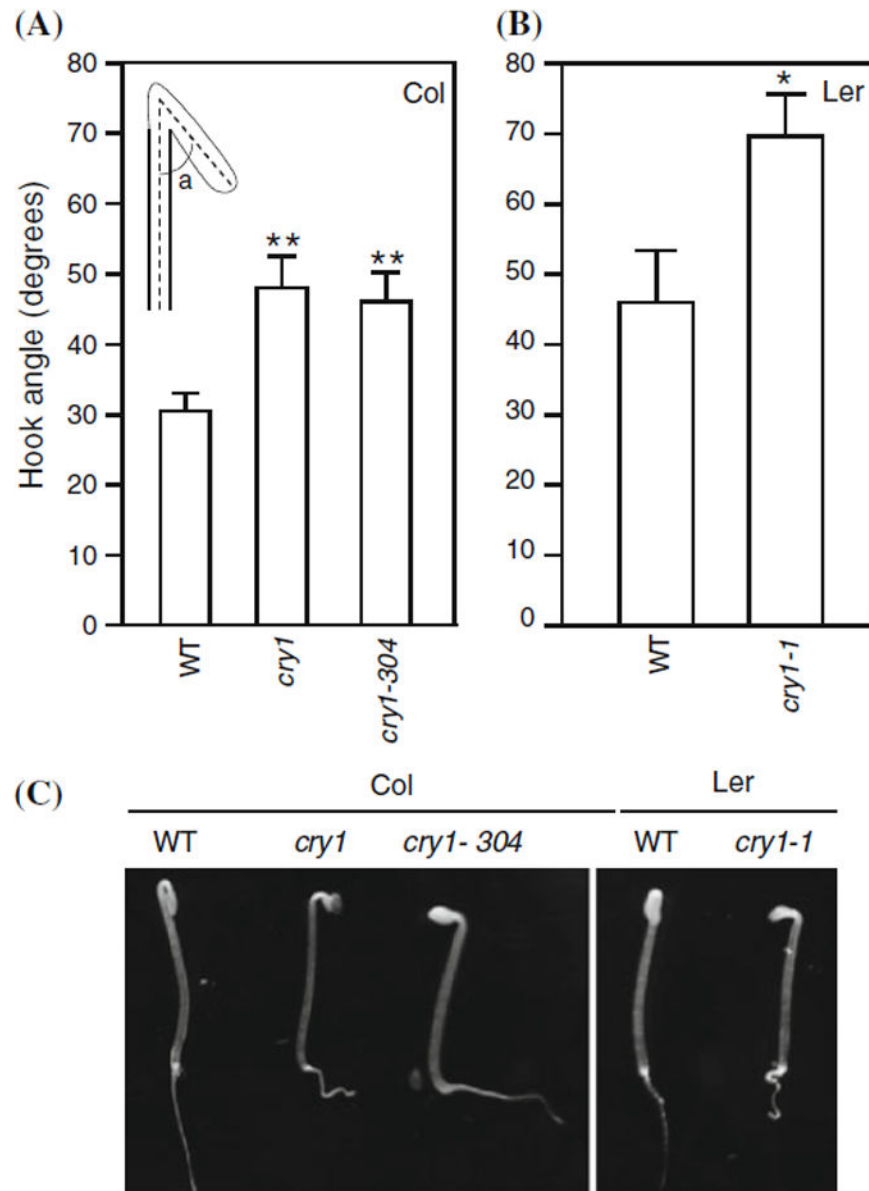 (A)
Hook angle (degrees)
80
70
60
50
40
30
20
10
0
Col
a
**
**
WT
cry1
cry1-304
(B)
80
70
60
50
40
30
20
10
0
Ler
*
WT
cry1-1
(C)
Col
Ler
WT cry1 cry1- 304 WT cry1-1